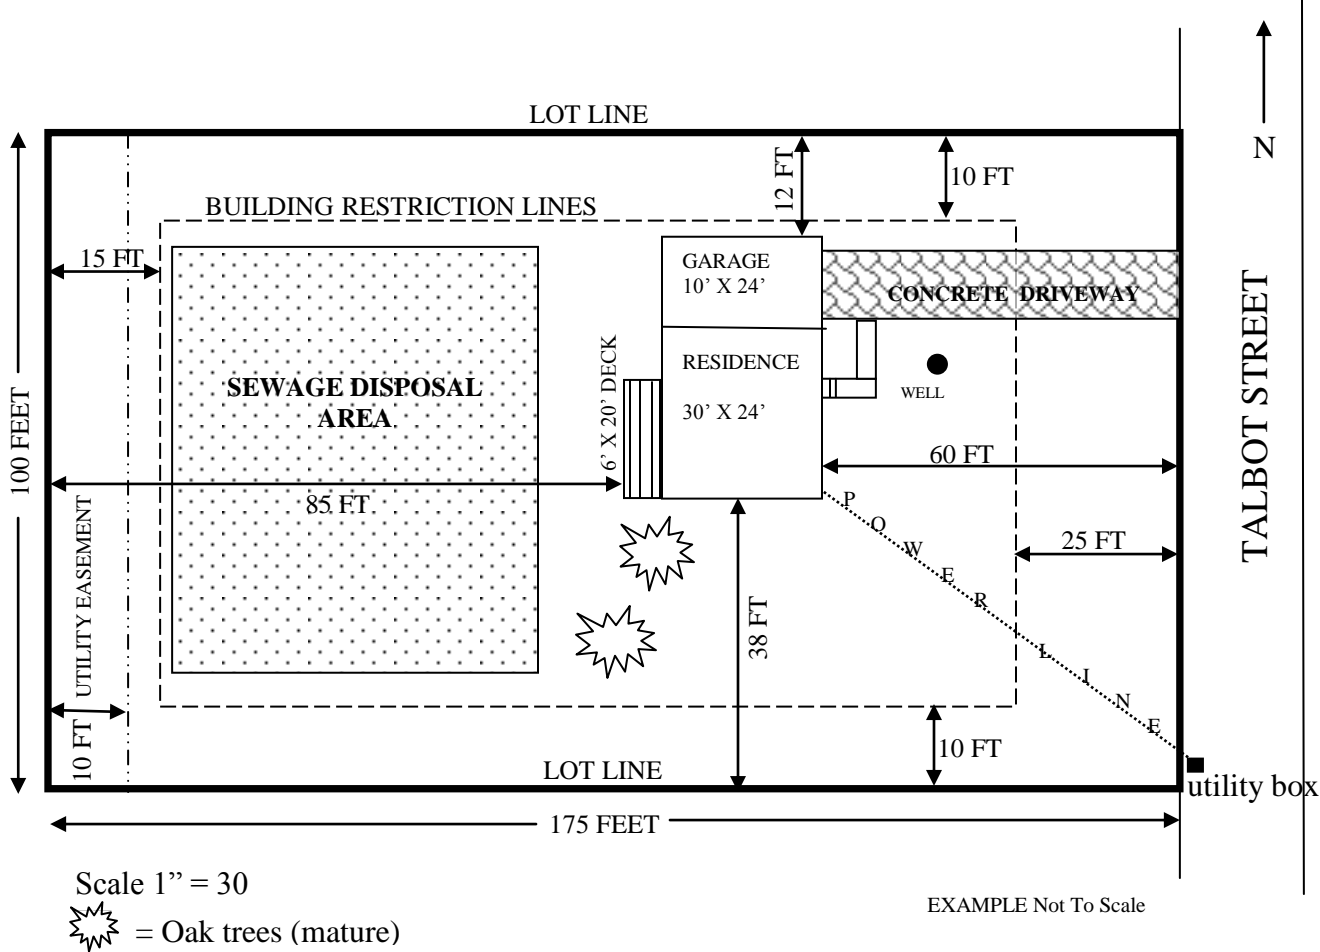 LOT LINE
N
12 FT
10 FT
BUILDING RESTRICTION LINES
15 FT
GARAGE
10’ X 24’
CONCRETE DRIVEWAY
RESIDENCE
30’ X 24’
6’ X 20’ DECK
WELL
SEWAGE DISPOSAL
AREA
100 FEET
TALBOT STREET
60 FT
85 FT
POWER LINE
25 FT
UTILITY EASEMENT
38 FT
10 FT
10 FT
LOT LINE
utility box
175 FEET
Scale 1” = 30
= Oak trees (mature)
EXAMPLE Not To Scale